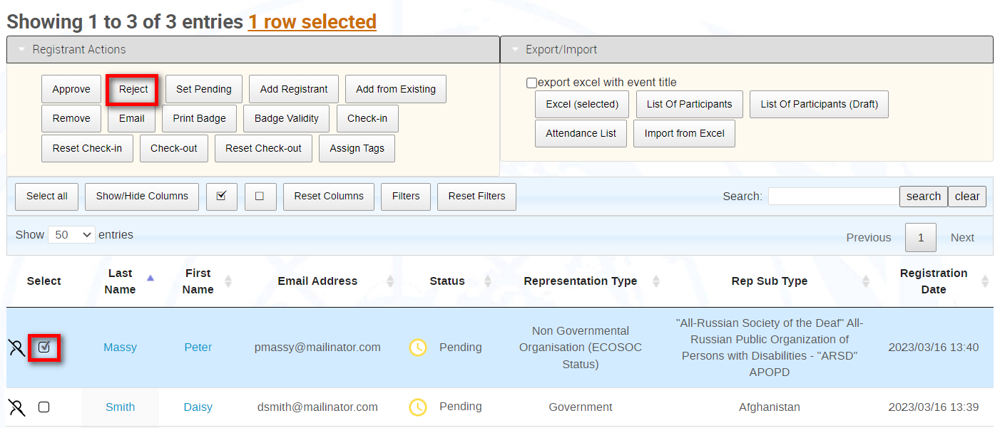 Showing 1 to 3 of 3 entries 1 row selected
Registrant Actions
Export/Import
Approve Reject Set Pending Add Registrant Add from Existing
Remove Email Print Badge Badge Validity Check-in
Reset Check-in Check-out Reset Check-out Assign Tags
export excel with event title
Excel (selected) List Of Participants List Of Participants (Draft)
Attendance List Import from Excel
Select all Show/Hide Columns Reset Columns Filters Reset Filters Search: search clear
Show 50 entries Previous 1 Next
Select Last Name First Name Email Address Status Representation Type Rep Sub Type Registration Date
Massy Peter pmassy@mailinator.com Pending
Non Governmental
Organisation (ECOSOC
Status)
"All-Russian Society of the Deaf" All-
Russian Public Organization of
Persons with Disabilities - "ARSD"
APOPD
2023/03/16 13:40
Smith Daisy dsmith@mailinator.com Pending Government Afghanistan 2023/03/16 13:39